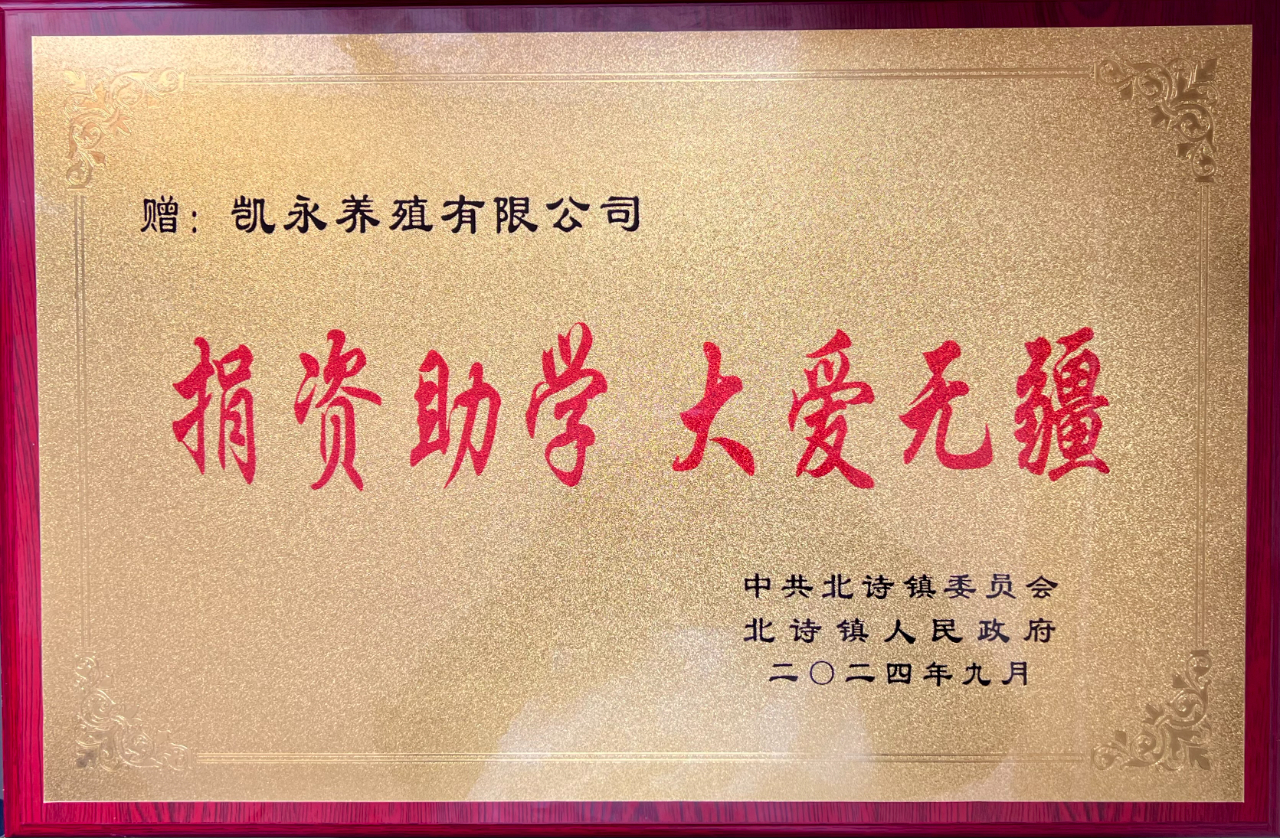 赠：凯永养殖有限公司
捐资助学 大爱无疆
中共北诗镇委员会
北诗镇人民政府
二〇二四年九月